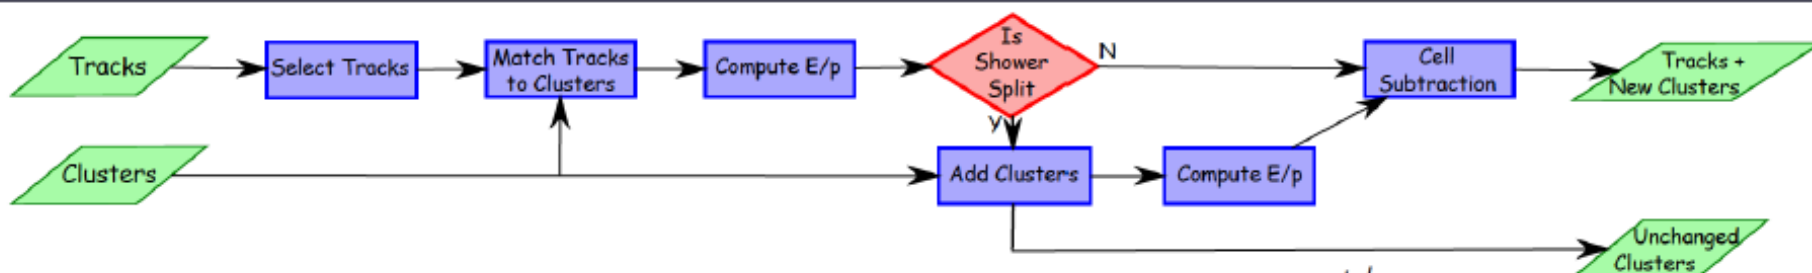 Tracks
Select Tracks
Match Tracks
to Clusters
Compute E/p
Is
Shower
Split
N
Cell
Subtraction
Tracks +
New Clusters
Y
Clusters
Add Clusters
Compute E/p
Unchanged
Clusters